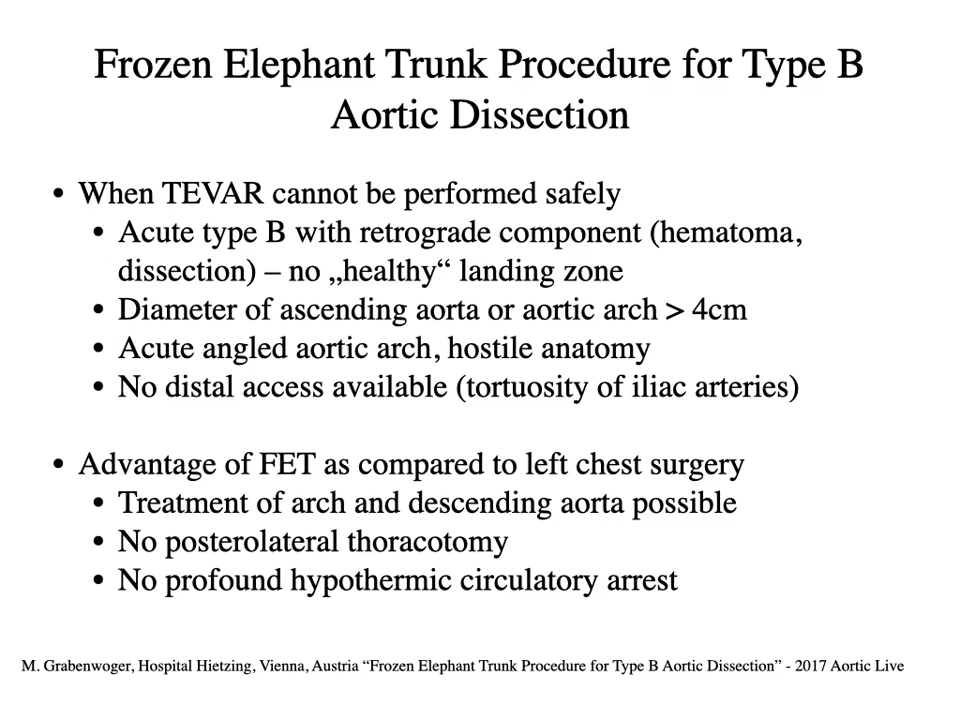 Frozen Elephant Trunk Procedure for Type B
Aortic Dissection
• When TEVAR cannot be performed safely
• Acute type B with retrograde component (hematoma,
dissection) – no „healthy“ landing zone
• Diameter of ascending aorta or aortic arch > 4cm
• Acute angled aortic arch, hostile anatomy
• No distal access available (tortuosity of iliac arteries)
• Advantage of FET as compared to left chest surgery
• Treatment of arch and descending aorta possible
• No posterolateral thoracotomy
• No profound hypothermic circulatory arrest
M. Grabenwoger, Hospital Hietzing, Vienna, Austria “Frozen Elephant Trunk Procedure for Type B Aortic Dissection” - 2017 Aortic Live